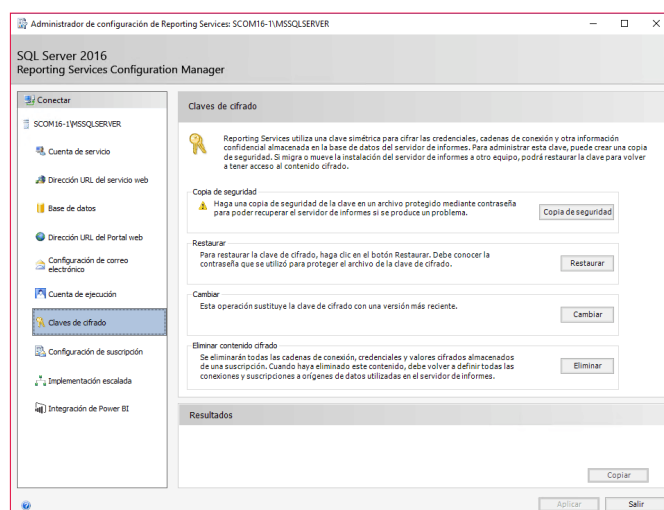 Administrador de configuración de Reporting Services: SCOM16-1\MSSQLSERVER
SQL Server 2016
Reporting Services Configuration Manager
Conectar
SCOM16-1\MSSQLSERVER
Cuenta de servicio
Dirección URL del servicio web
Base de datos
Dirección URL del Portal web
Configuración de correo
electrónico
Cuenta de ejecución
Claves de cifrado
Configuración de suscripción
Implementación escalada
Integración de Power BI
Claves de cifrado
Reporting Services utiliza una clave simétrica para cifrar las credenciales, cadenas de
conexión y otra información
confidencial almacenada en la base de datos del servidor de informes. Para administrar esta clave, puede crear una copia
de seguridad. Si migra o mueve la instalación del servidor de informes a otro equipo, podrá restaurar la clave para volver
a tener acceso al contenido cifrado.
Copia de seguridad
Haga una copia de seguridad de la clave en un archivo protegido mediante contraseña
para poder recuperar el servidor de informes si se produce un problema.
Copia de seguridad
Restaurar
Para restaurar la clave de cifrado, haga clic en el botón Restaurar. Debe conocer la
contraseña que se utilizó para proteger el archivo de la clave de cifrado.
Restaurar
Cambiar
Esta operación sustituye la clave de cifrado con una versión más reciente.
Cambiar
Eliminar contenido cifrado
Se eliminarán todas las cadenas de conexión, credenciales y valores cifrados almacenados
de una suscripción. Cuando haya eliminado este contenido, debe volver a definir todas las
conexiones y suscripciones a orígenes de datos utilizadas en el servidor de informes.
Eliminar
Resultados
Copiar
Aplicar
Salir